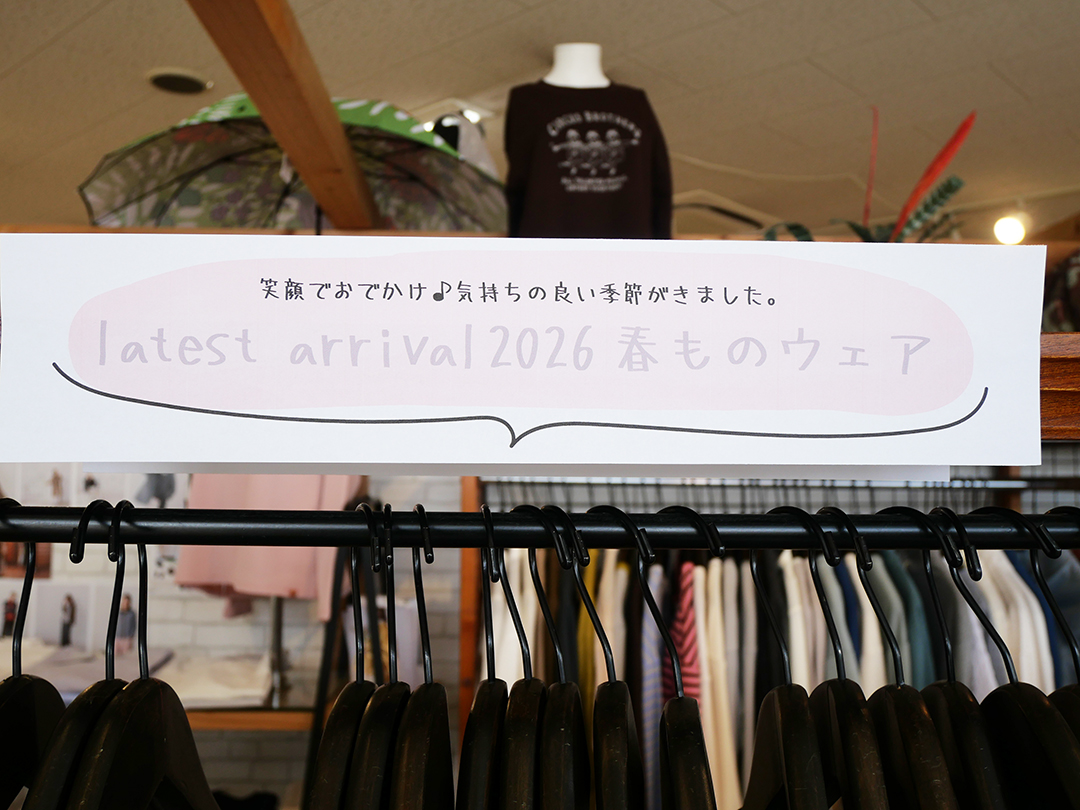 笑顔でおでかけ♪気持ちの良い季節がきました。
latest arrival 2026 春ものウェア